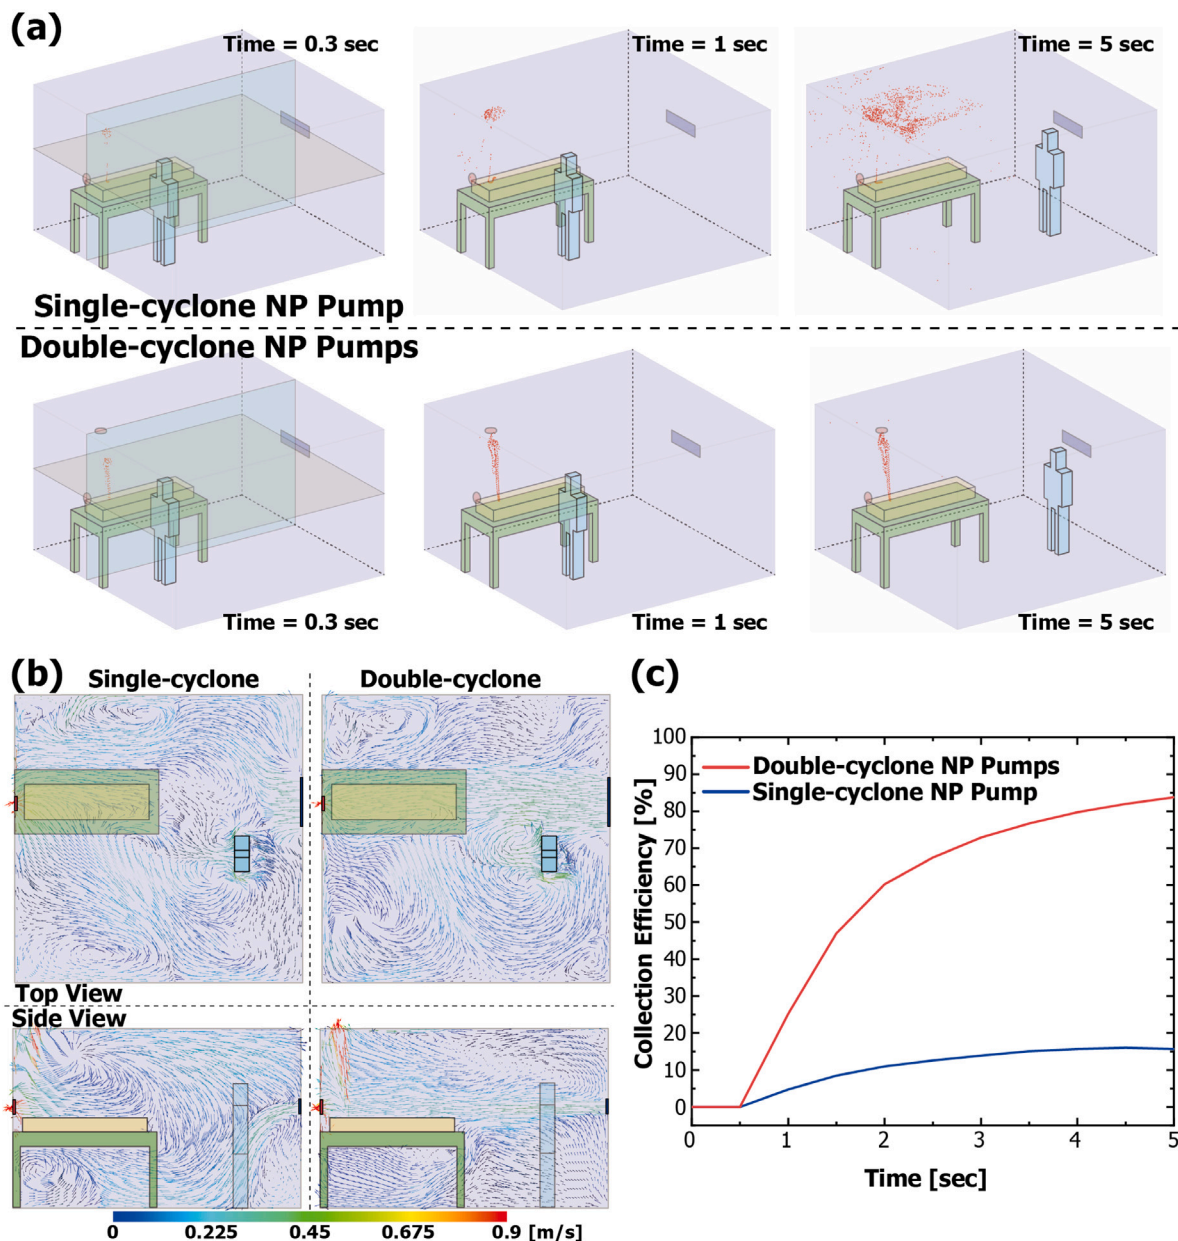 (a)
Time = 0.3 sec
Time = 1 sec
Time = 5 sec
Single-cyclone NP Pump
Double-cyclone NP Pumps
Time = 0.3 sec
Time = 1 sec
Time = 5 sec
(b)
Single-cyclone
Double-cyclone
Top View
Side View
0 0.225 0.45 0.675 0.9 [m/s]
(c)
Collection Efficiency [%]
100
90
80
70
60
50
40
30
20
10
0
Double-cyclone NP Pumps
Single-cyclone NP Pump
0 1 2 3 4 5
Time [sec]